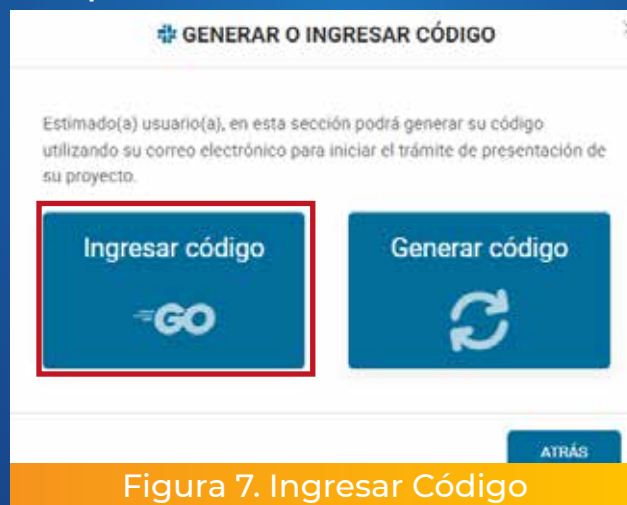 GENERAR O INGRESAR CÓDIGO
Estimado(a) usuario(a), en esta sección podrá generar su código
utilizando su correo electrónico para iniciar el trámite de presentación de
su proyecto.
Ingresar código
GO
Generar código
ATRÁS
Figura 7. Ingresar Código